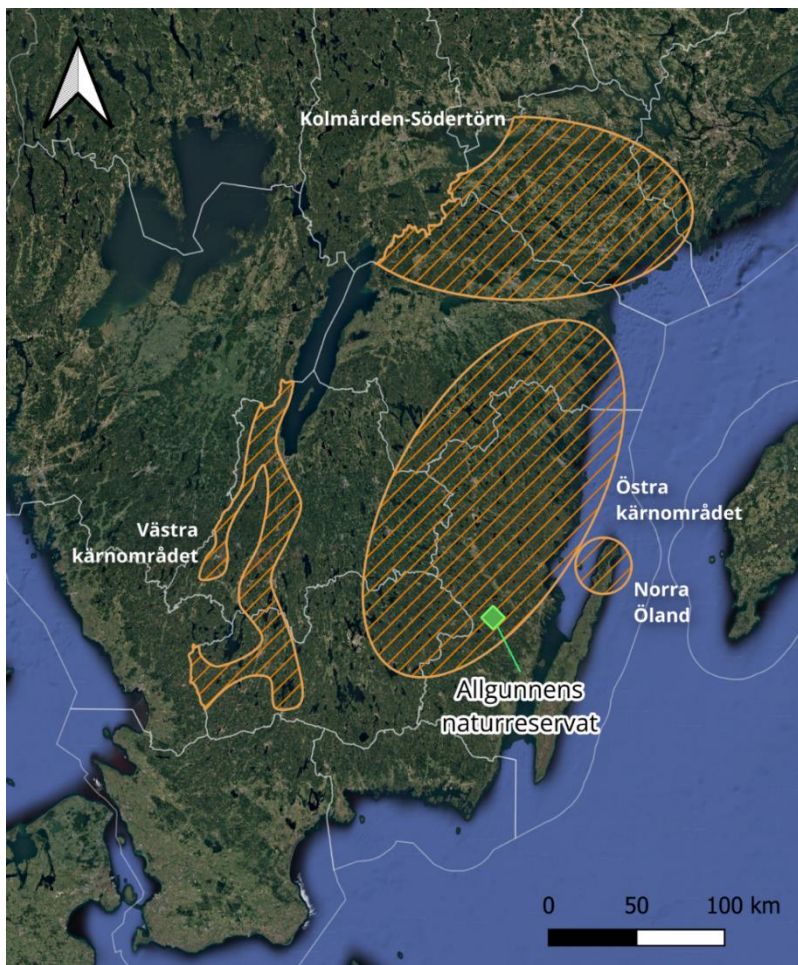 Kolmården-Södertörn
Östra
kärnområdet
Västra
kärnområdet
Norra
Öland
Allgunnens
naturreservat
0 50 100 km